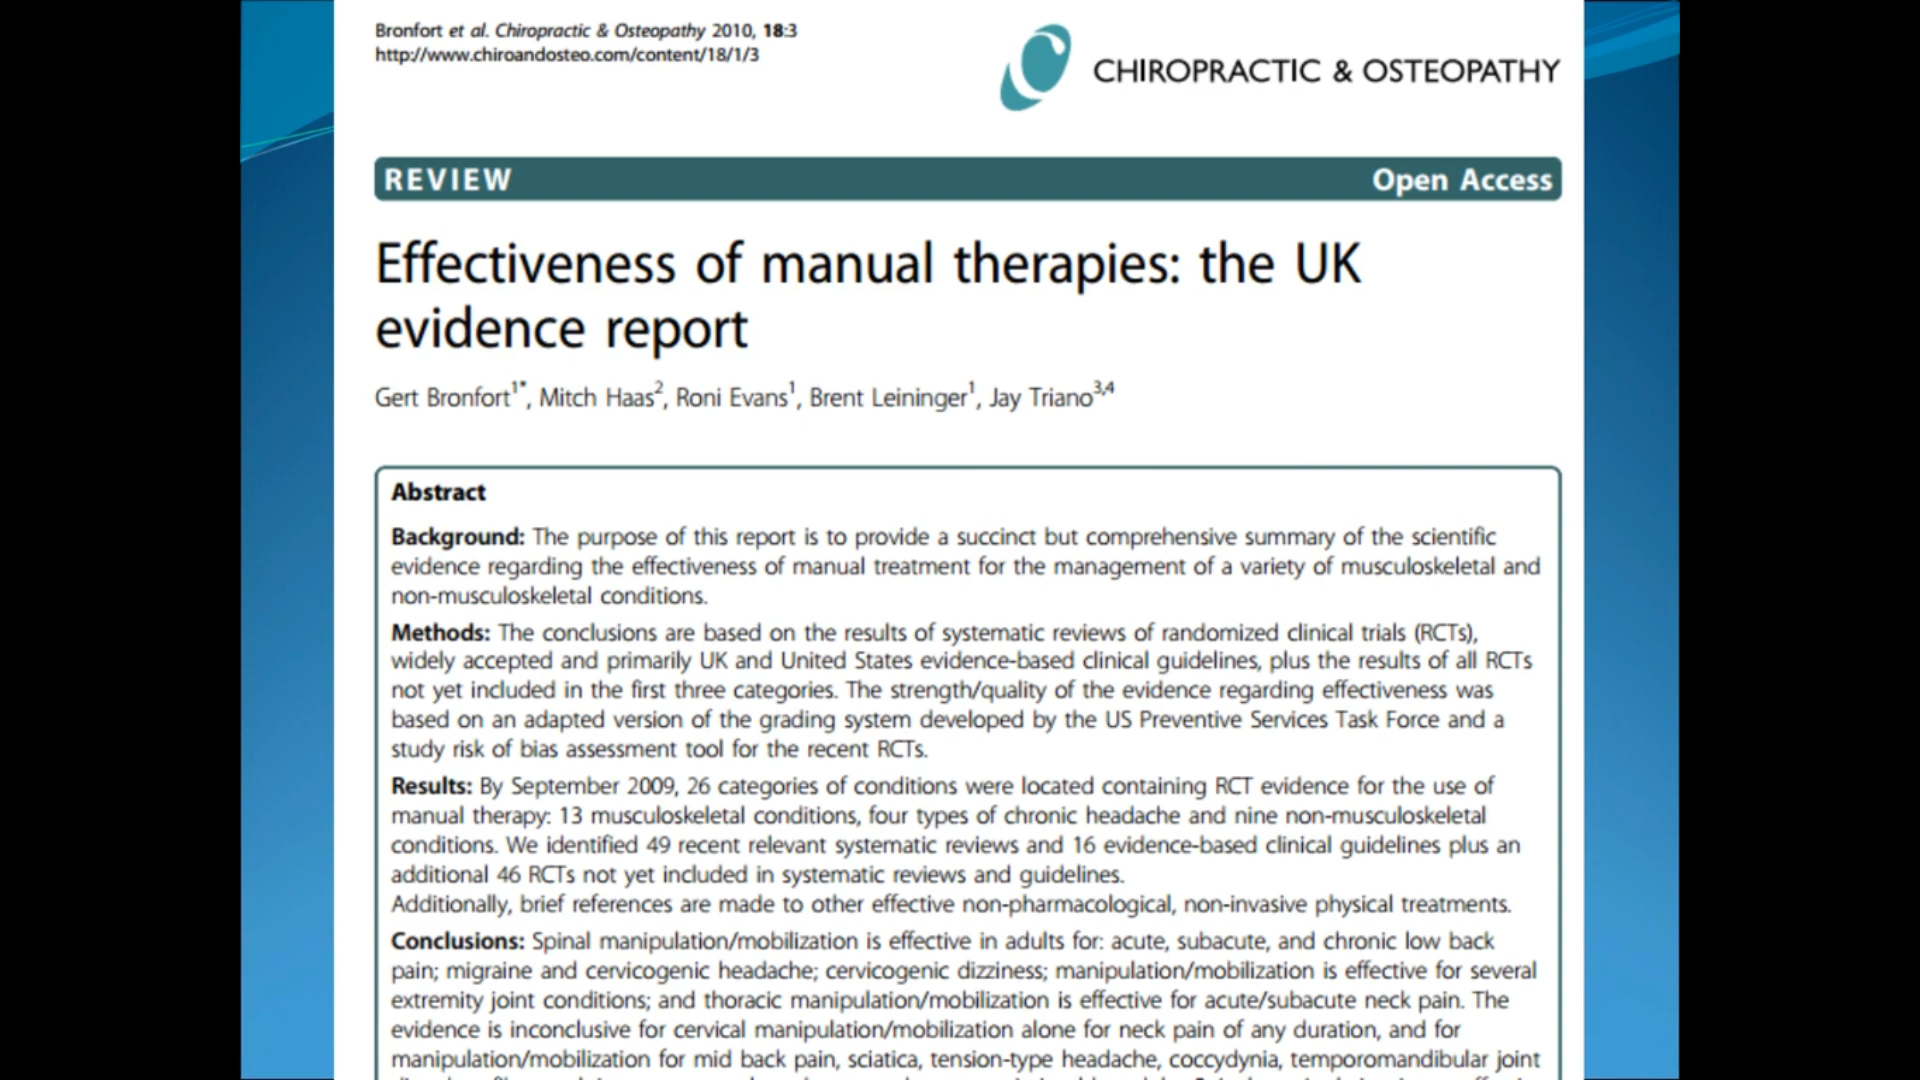 Bronfort et al. Chiropractic & Osteopathy 2010, 18:3
http://www.chiroandosteo.com/content/18/1/3
CHIROPRACTIC & OSTEOPATHY
REVIEW
Open Access
Effectiveness of manual therapies: the UK
evidence report
Gert Bronfort1*, Mitch Haas2, Roni Evans1, Brent Leininger1, Jay Triano3,4
Abstract
Background: The purpose of this report is to provide a succinct but comprehensive summary of the scientific
evidence regarding the effectiveness of manual treatment for the management of a variety of musculoskeletal and
non-musculoskeletal conditions.
Methods: The conclusions are based on the results of systematic reviews of randomized clinical trials (RCTs),
widely accepted and primarily UK and United States evidence-based clinical guidelines, plus the results of all RCTs
not yet included in the first three categories. The strength/quality of the evidence regarding effectiveness was
based on an adapted version of the grading system developed by the US Preventive Services Task Force and a
study risk of bias assessment tool for the recent RCTs.
Results: By September 2009, 26 categories of conditions were located containing RCT evidence for the use of
manual therapy: 13 musculoskeletal conditions, four types of chronic headache and nine non-musculoskeletal
conditions. We identified 49 recent relevant systematic reviews and 16 evidence-based clinical guidelines plus an
additional 46 RCTs not yet included in systematic reviews and guidelines.
Additionally, brief references are made to other effective non-pharmacological, non-invasive physical treatments.
Conclusions: Spinal manipulation/mobilization is effective in adults for: acute, subacute, and chronic low back
pain; migraine and cervicogenic headache; cervicogenic dizziness; manipulation/mobilization is effective for several
extremity joint conditions; and thoracic manipulation/mobilization is effective for acute/subacute neck pain. The
evidence is inconclusive for cervical manipulation/mobilization alone for neck pain of any duration, and for
manipulation/mobilization for mid back pain, sciatica, tension-type headache, coccydynia, temporomandibular joint